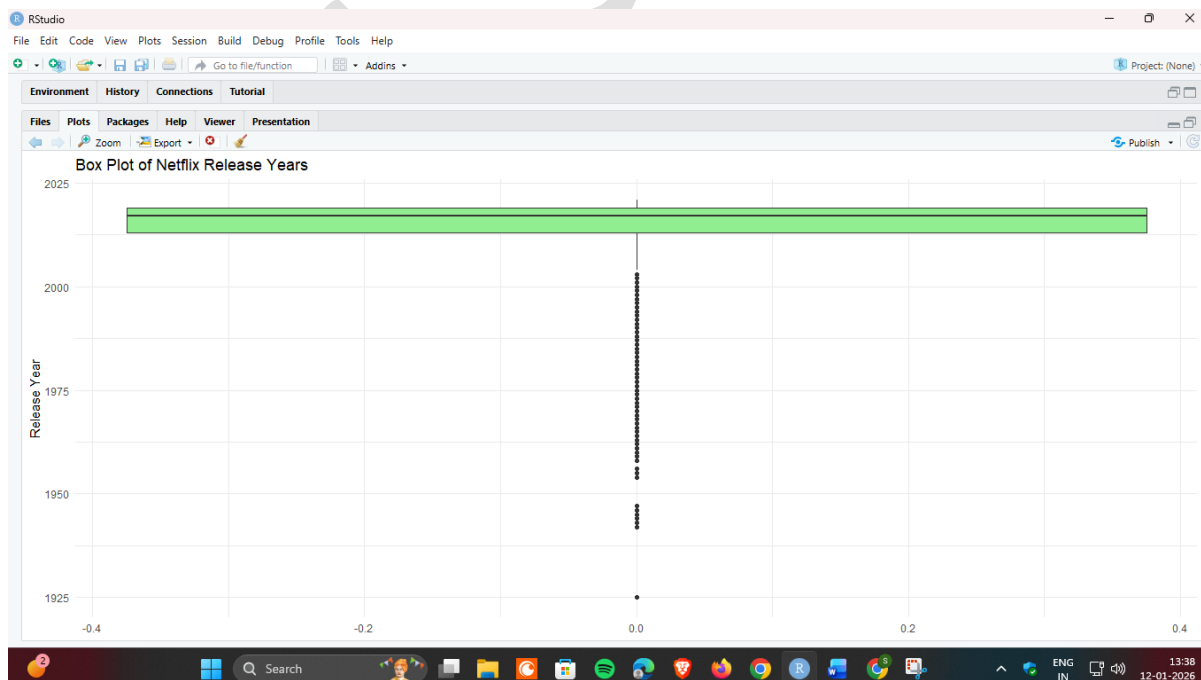 RStudio
File Edit Code View Plots Session Build Debug Profile Tools Help
Go to file/function Addins Project: (None)
Environment History Connections Tutorial
Files Plots Packages Help Viewer Presentation
Zoom Export Publish
Box Plot of Netflix Release Years
2025
2000
1975
1950
1925
Release Year
-0.4 -0.2 0.0 0.2 0.4
2 Search ENG 13:38
IN 12-01-2026